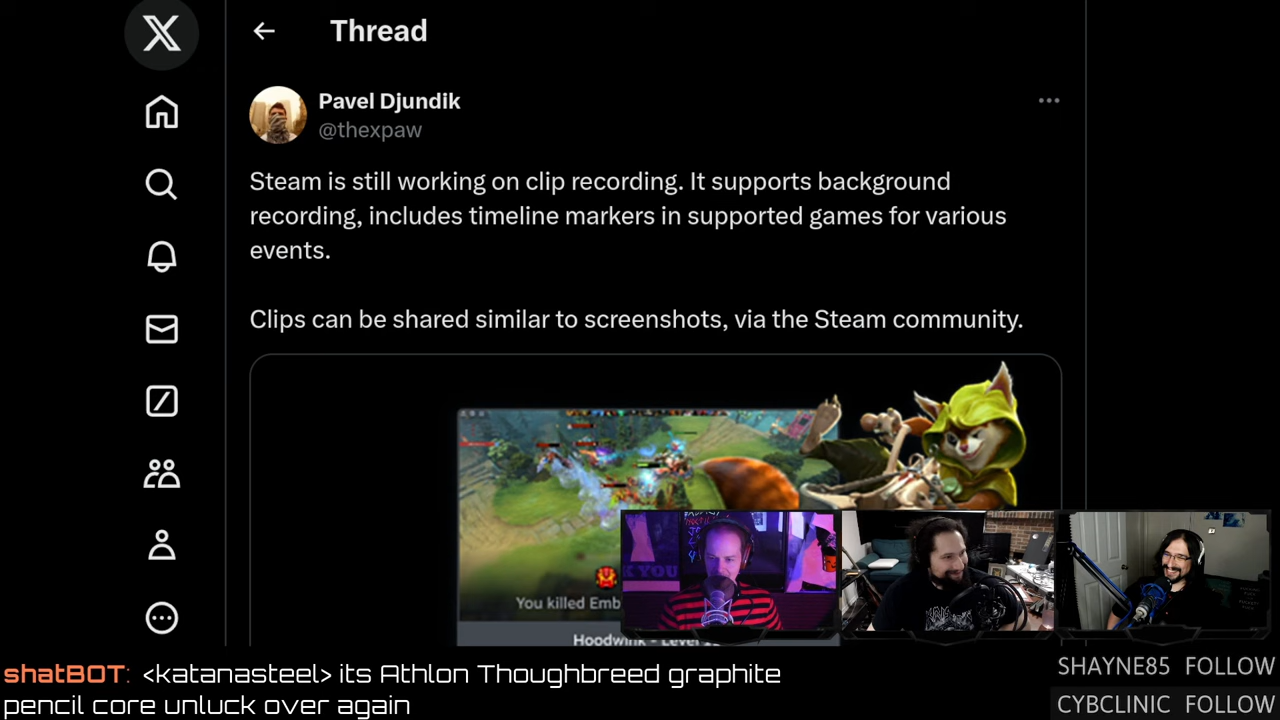 Thread
Pavel Djundik
@thexpaw
Steam is still working on clip recording. It supports background
recording, includes timeline markers in supported games for various
events.
Clips can be shared similar to screenshots, via the Steam community.
You killed Emb
Hoodwink - Level
shatBOT: <katanasteel> its Athlon Thoughbreed graphite
pencil core unluck over again
SHAYNE85 FOLLOW
CYBCLINIC FOLLOW